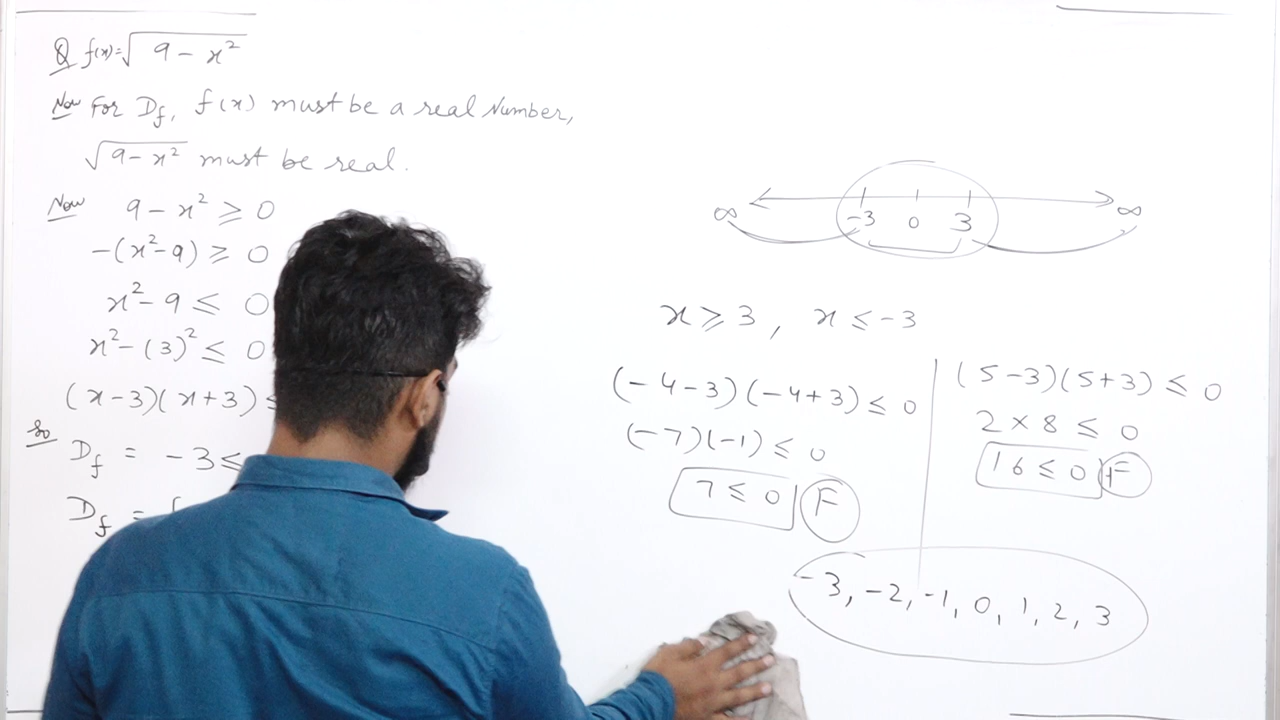 Q f(x)=√9-x²
Now For Df, f(x) must be a real Number,
√9-x² must be real.
Now 9-x² ≥ 0
-(x²-9) ≥ 0
x²-9 ≤ 0
x²-(3)² ≤ 0
(x-3)(x+3) ≤
So Df = -3 ≤
Df =
∞ -3 0 3 ∞
x ≥ 3, x ≤ -3
(-4-3)(-4+3) ≤ 0
(-7)(-1) ≤ 0
7 ≤ 0 F
(5-3)(5+3) ≤ 0
2 × 8 ≤ 0
16 ≤ 0 F
-3, -2, -1, 0, 1, 2, 3